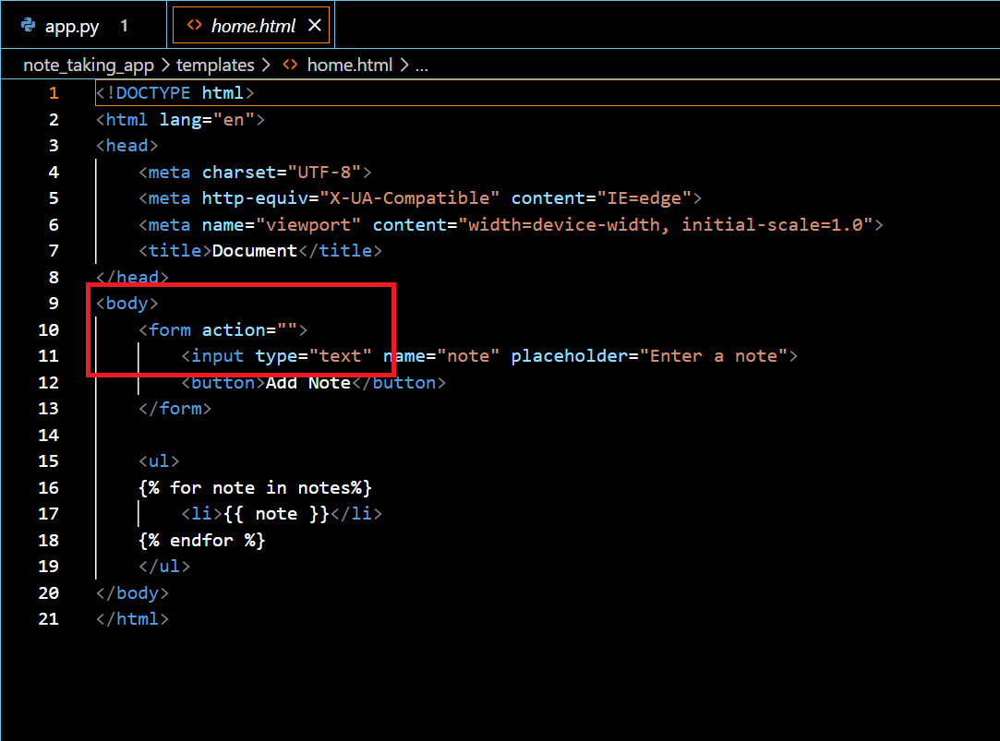 app.py 1 home.html
note_taking_app > templates > <> home.html > ...
1 <!DOCTYPE html>
2 <html lang="en">
3 <head>
4     <meta charset="UTF-8">
5     <meta http-equiv="X-UA-Compatible" content="IE=edge">
6     <meta name="viewport" content="width=device-width, initial-scale=1.0">
7     <title>Document</title>
8 </head>
9 <body>
10     <form action="">
11         <input type="text" name="note" placeholder="Enter a note">
12         <button>Add Note</button>
13     </form>
14
15     <ul>
16     {% for note in notes%}
17         <li>{{ note }}</li>
18     {% endfor %}
19     </ul>
20 </body>
21 </html>